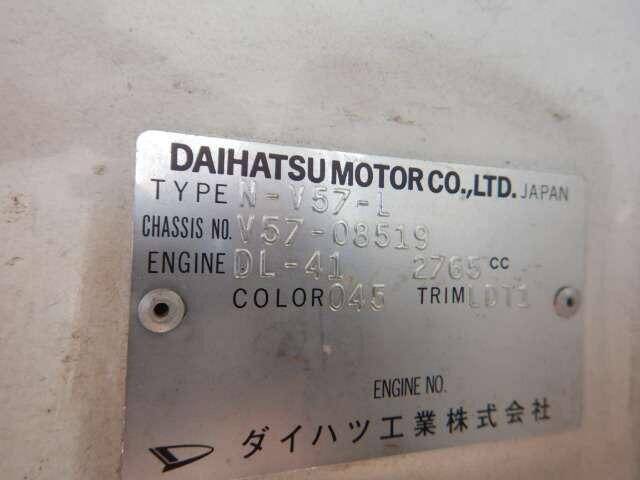 DAIHATSU MOTOR CO.,LTD. JAPAN
TYPE N-V57-L
CHASSIS NO. V57-08519
ENGINE DL-41 2765 cc
COLOR 045 TRIM LDT1
ENGINE NO.
ダイハツ工業株式会社